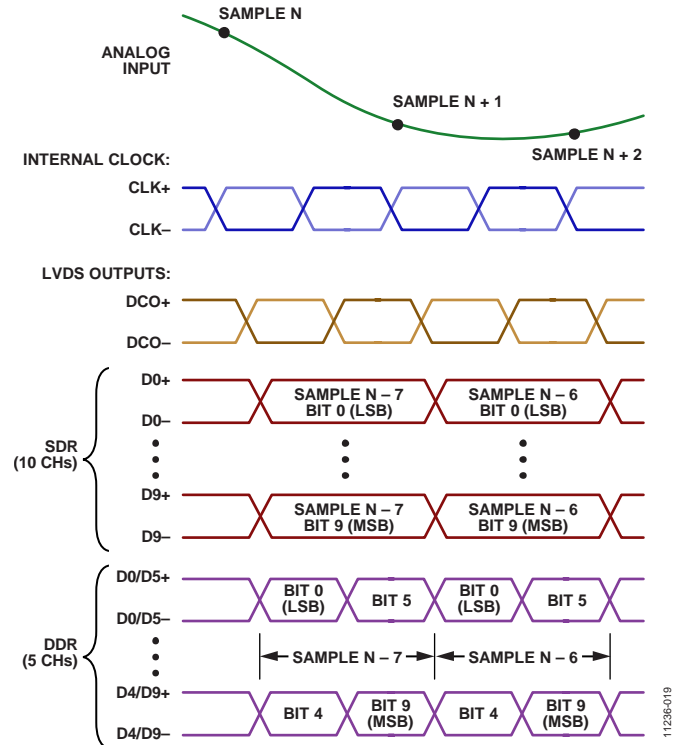 SAMPLE N
ANALOG
INPUT
SAMPLE N + 1
SAMPLE N + 2
INTERNAL CLOCK:
CLK+
CLK–
LVDS OUTPUTS:
DCO+
DCO–
SDR
(10 CHs)
D0+
D0–
SAMPLE N – 7
BIT 0 (LSB)
SAMPLE N – 6
BIT 0 (LSB)
D9+
D9–
SAMPLE N – 7
BIT 9 (MSB)
SAMPLE N – 6
BIT 9 (MSB)
DDR
(5 CHs)
D0/D5+
D0/D5–
BIT 0
(LSB)
BIT 5
BIT 0
(LSB)
BIT 5
SAMPLE N – 7
SAMPLE N – 6
D4/D9+
D4/D9–
BIT 4
BIT 9
(MSB)
BIT 4
BIT 9
(MSB)
11236-019